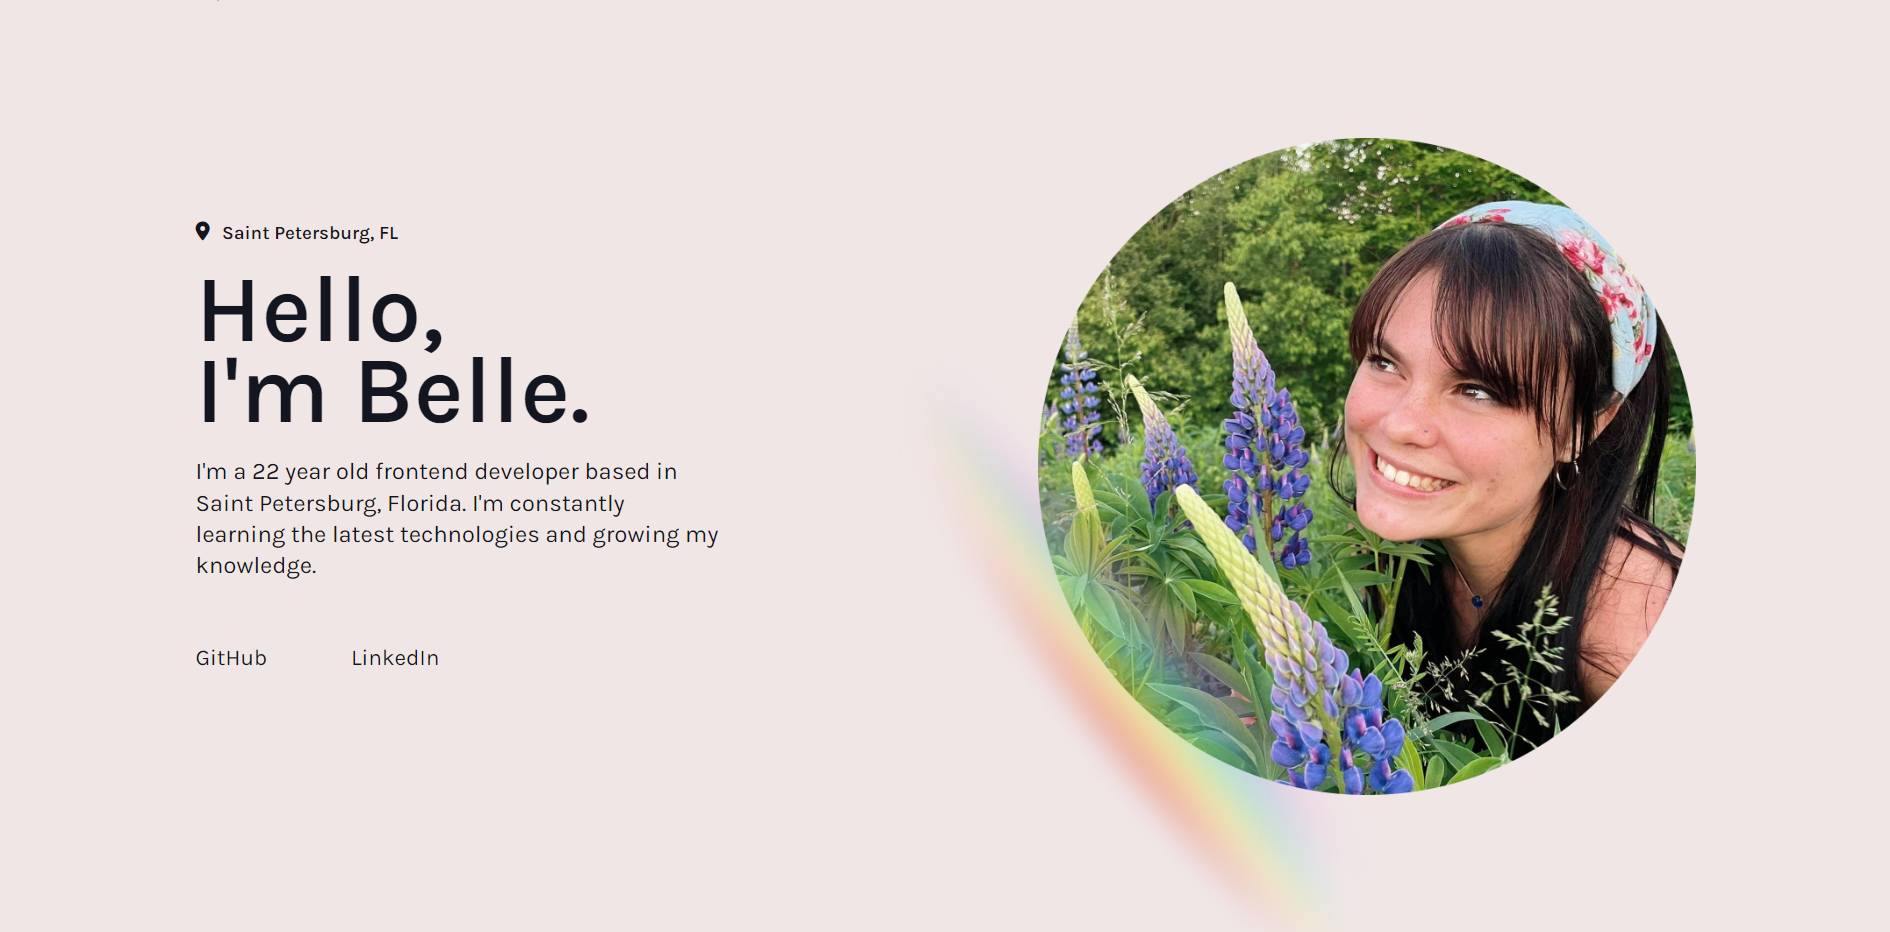 Saint Petersburg, FL
Hello,
I'm Belle.
I'm a 22 year old frontend developer based in
Saint Petersburg, Florida. I'm constantly
learning the latest technologies and growing my
knowledge.
GitHub
LinkedIn